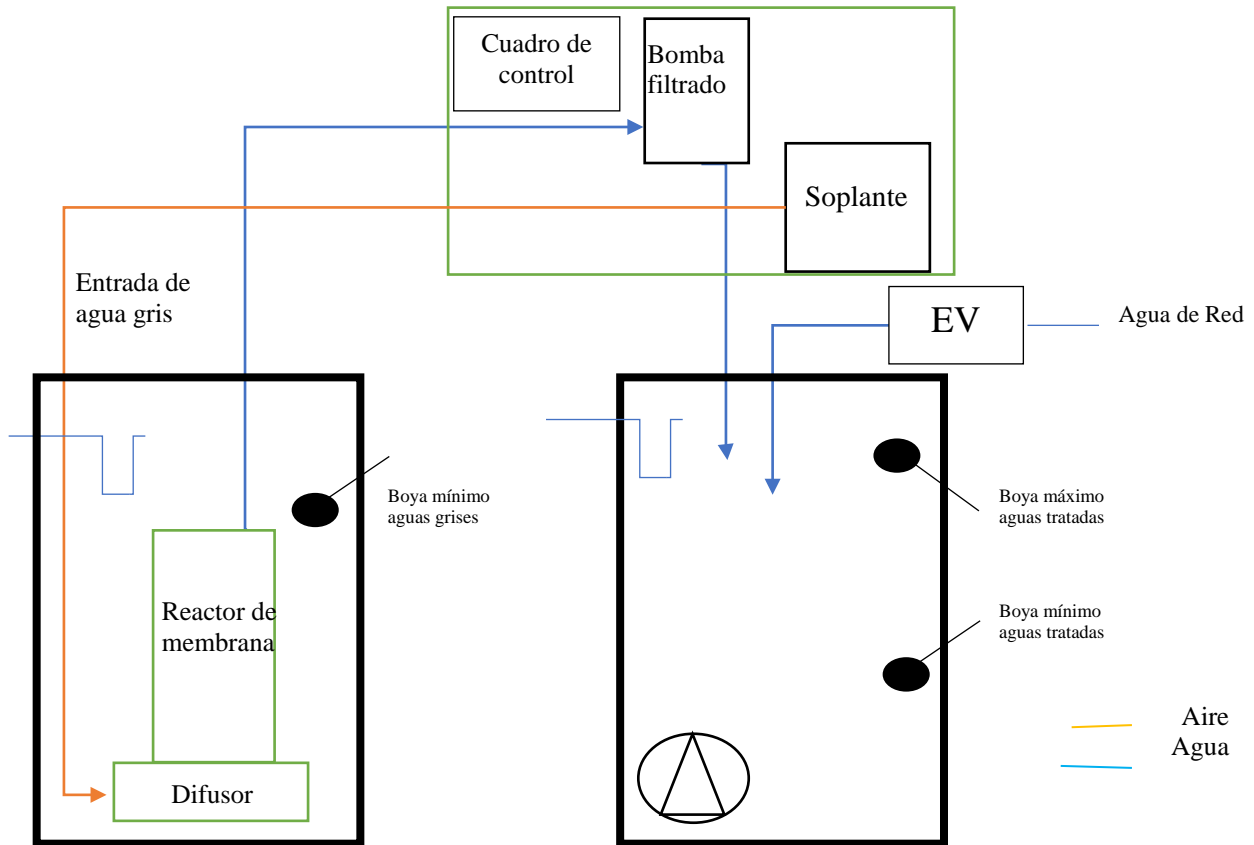 Cuadro de
control
Bomba
filtrado
Soplante
Entrada de
agua gris
EV
Agua de Red
Boya mínimo
aguas grises
Boya máximo
aguas tratadas
Reactor de
membrana
Boya mínimo
aguas tratadas
Difusor
Aire
Agua